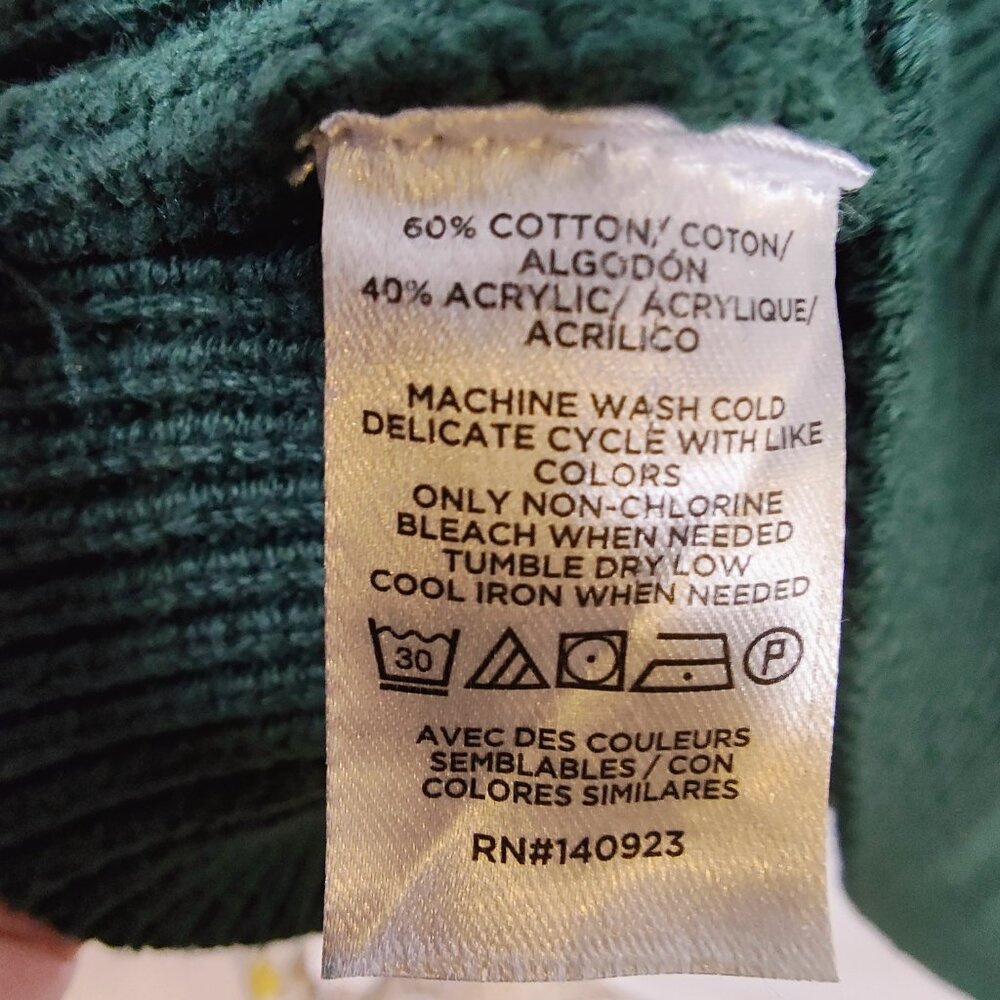 60% COTTON/ COTON/
ALGODÓN
40% ACRYLIC/ ACRYLIQUE/
ACRÍLICO
MACHINE WASH COLD
DELICATE CYCLE WITH LIKE
COLORS
ONLY NON-CHLORINE
BLEACH WHEN NEEDED
TUMBLE DRY LOW
COOL IRON WHEN NEEDED
30 P
AVEC DES COULEURS
SEMBLABLES / CON
COLORES SIMILARES
RN#140923